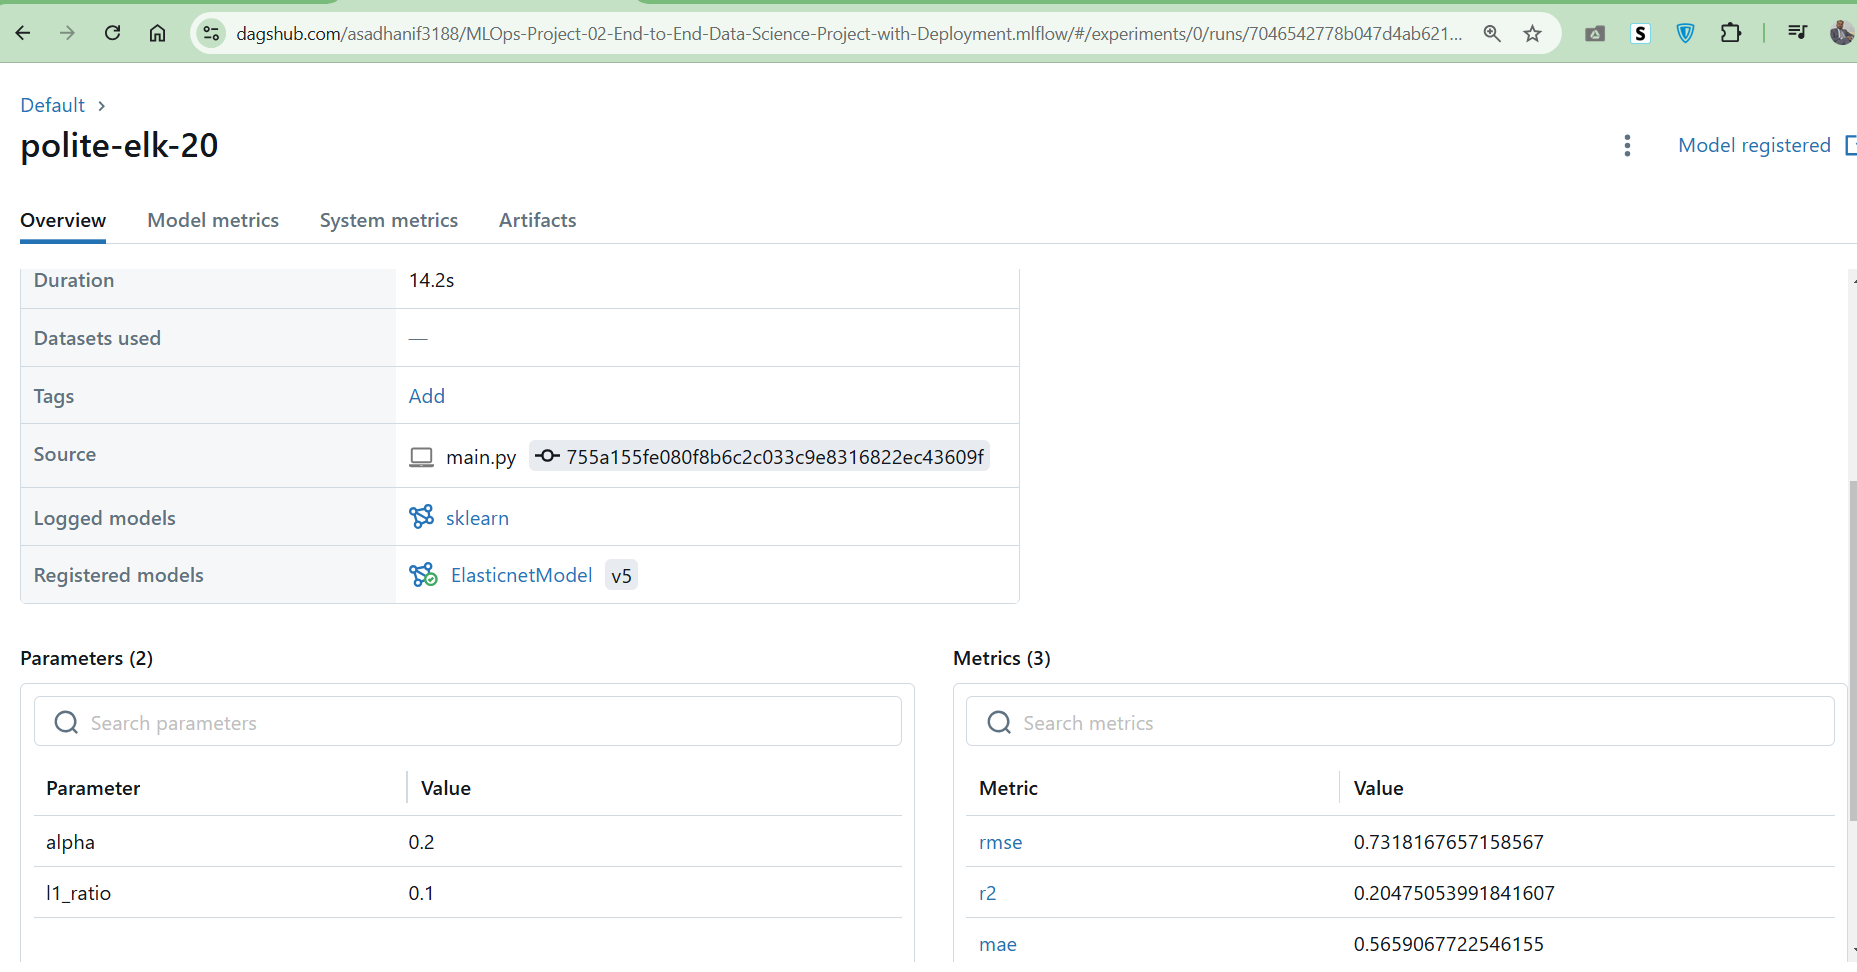 dagshub.com/asadhanif3188/MLOps-Project-02-End-to-End-Data-Science-Project-with-Deployment.mlflow/#/experiments/0/runs/7046542778b047d4ab621...
S
Default
polite-elk-20
Model registered
Overview Model metrics System metrics Artifacts
Duration 14.2s
Datasets used —
Tags Add
Source main.py 755a155fe080f8b6c2c033c9e8316822ec43609f
Logged models sklearn
Registered models ElasticnetModel v5
Parameters (2) Metrics (3)
Search parameters Search metrics
Parameter Value Metric Value
alpha 0.2 rmse 0.7318167657158567
l1_ratio 0.1 r2 0.20475053991841607
mae 0.5659067722546155